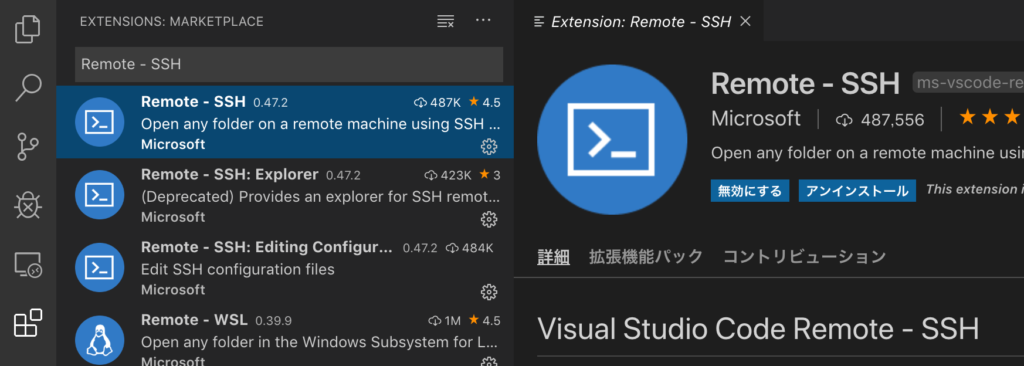 EXTENSIONS: MARKETPLACE
Remote - SSH
Remote - SSH 0.47.2 487K ★ 4.5
Open any folder on a remote machine using SSH ...
Microsoft
Remote - SSH: Explorer 0.47.2 423K ★ 3
(Deprecated) Provides an explorer for SSH remot...
Microsoft
Remote - SSH: Editing Configur... 0.47.2 484K
Edit SSH configuration files
Microsoft
Remote - WSL 0.39.9 1M ★ 4.5
Open any folder in the Windows Subsystem for L...
Microsoft
Extension: Remote - SSH
Remote - SSH ms-vscode-re
Microsoft | 487,556 | ★★★
Open any folder on a remote machine usin
無効にする アンインストール This extension i
詳細 拡張機能パック コントリビューション
Visual Studio Code Remote - SSH